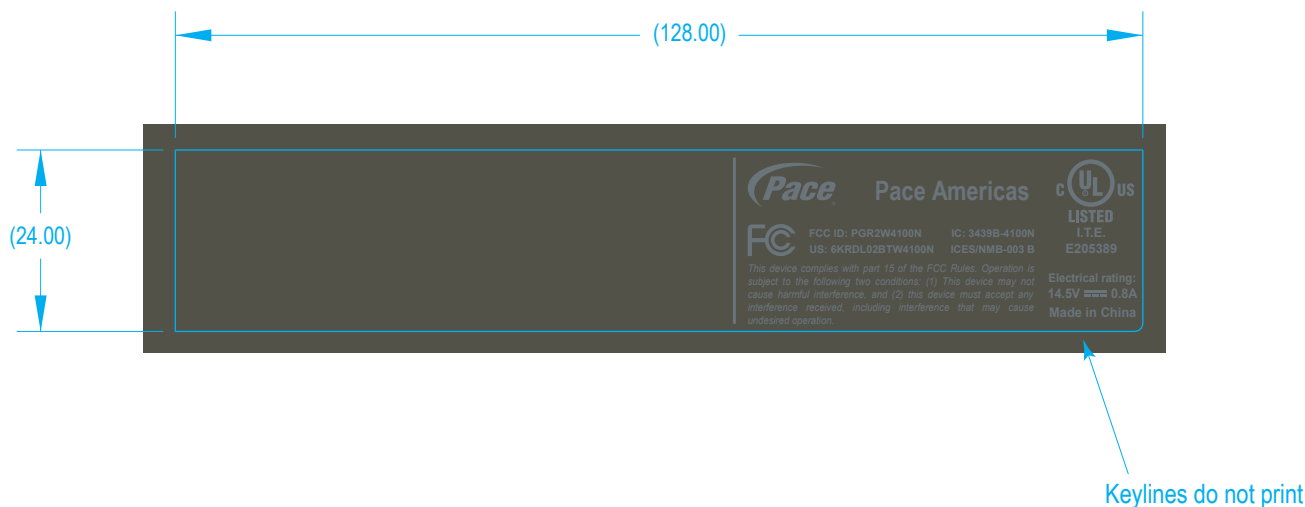 (128.00)
(24.00)
Pace
Pace Americas
FCC ID: PGR2W4100N
IC: 3439B-4100N
US: 6KRDL02BTW4100N
ICES/NMB-003 B
This device complies with part 15 of the FCC Rules. Operation is
subject to the following two conditions: (1) This device may not
cause harmful interference, and (2) this device must accept any
interference received, including interference that may cause
undesired operation.
C UL US
LISTED
I.T.E.
E205389
Electrical rating:
14.5V 0.8A
Made in China
Keylines do not print